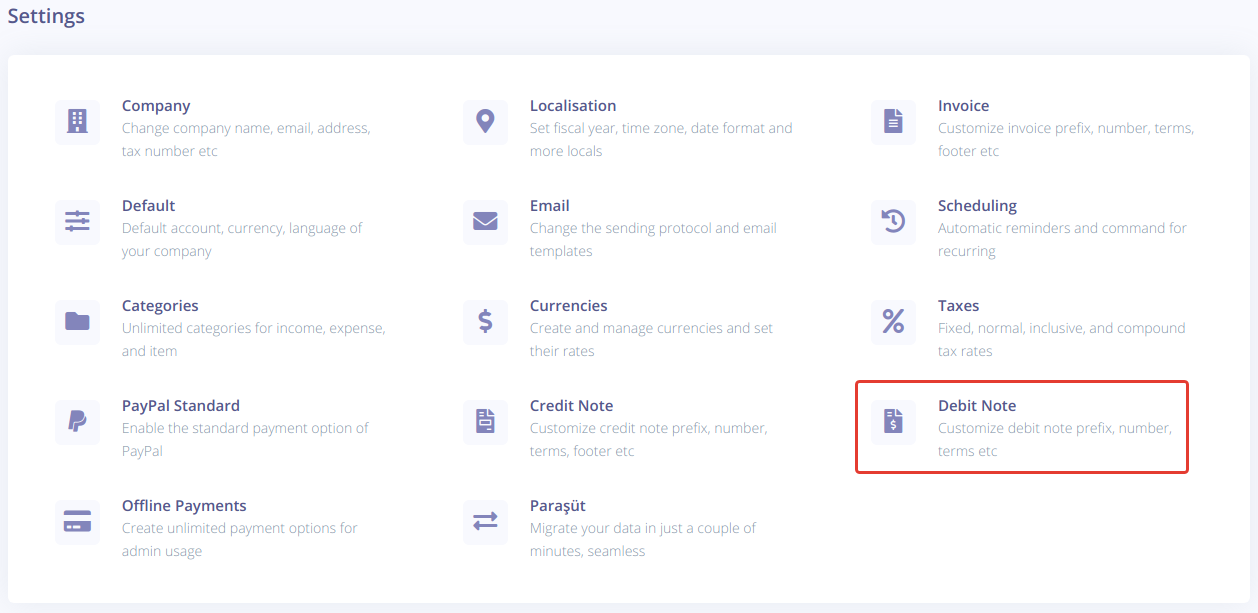 Settings
Company
Change company name, email, address,
tax number etc
Localisation
Set fiscal year, time zone, date format and
more locals
Invoice
Customize invoice prefix, number, terms,
footer etc
Default
Default account, currency, language of
your company
Email
Change the sending protocol and email
templates
Scheduling
Automatic reminders and command for
recurring
Categories
Unlimited categories for income, expense,
and item
Currencies
Create and manage currencies and set
their rates
Taxes
Fixed, normal, inclusive, and compound
tax rates
PayPal Standard
Enable the standard payment option of
PayPal
Credit Note
Customize credit note prefix, number,
terms, footer etc
Debit Note
Customize debit note prefix, number,
terms etc
Offline Payments
Create unlimited payment options for
admin usage
Paraşüt
Migrate your data in just a couple of
minutes, seamless